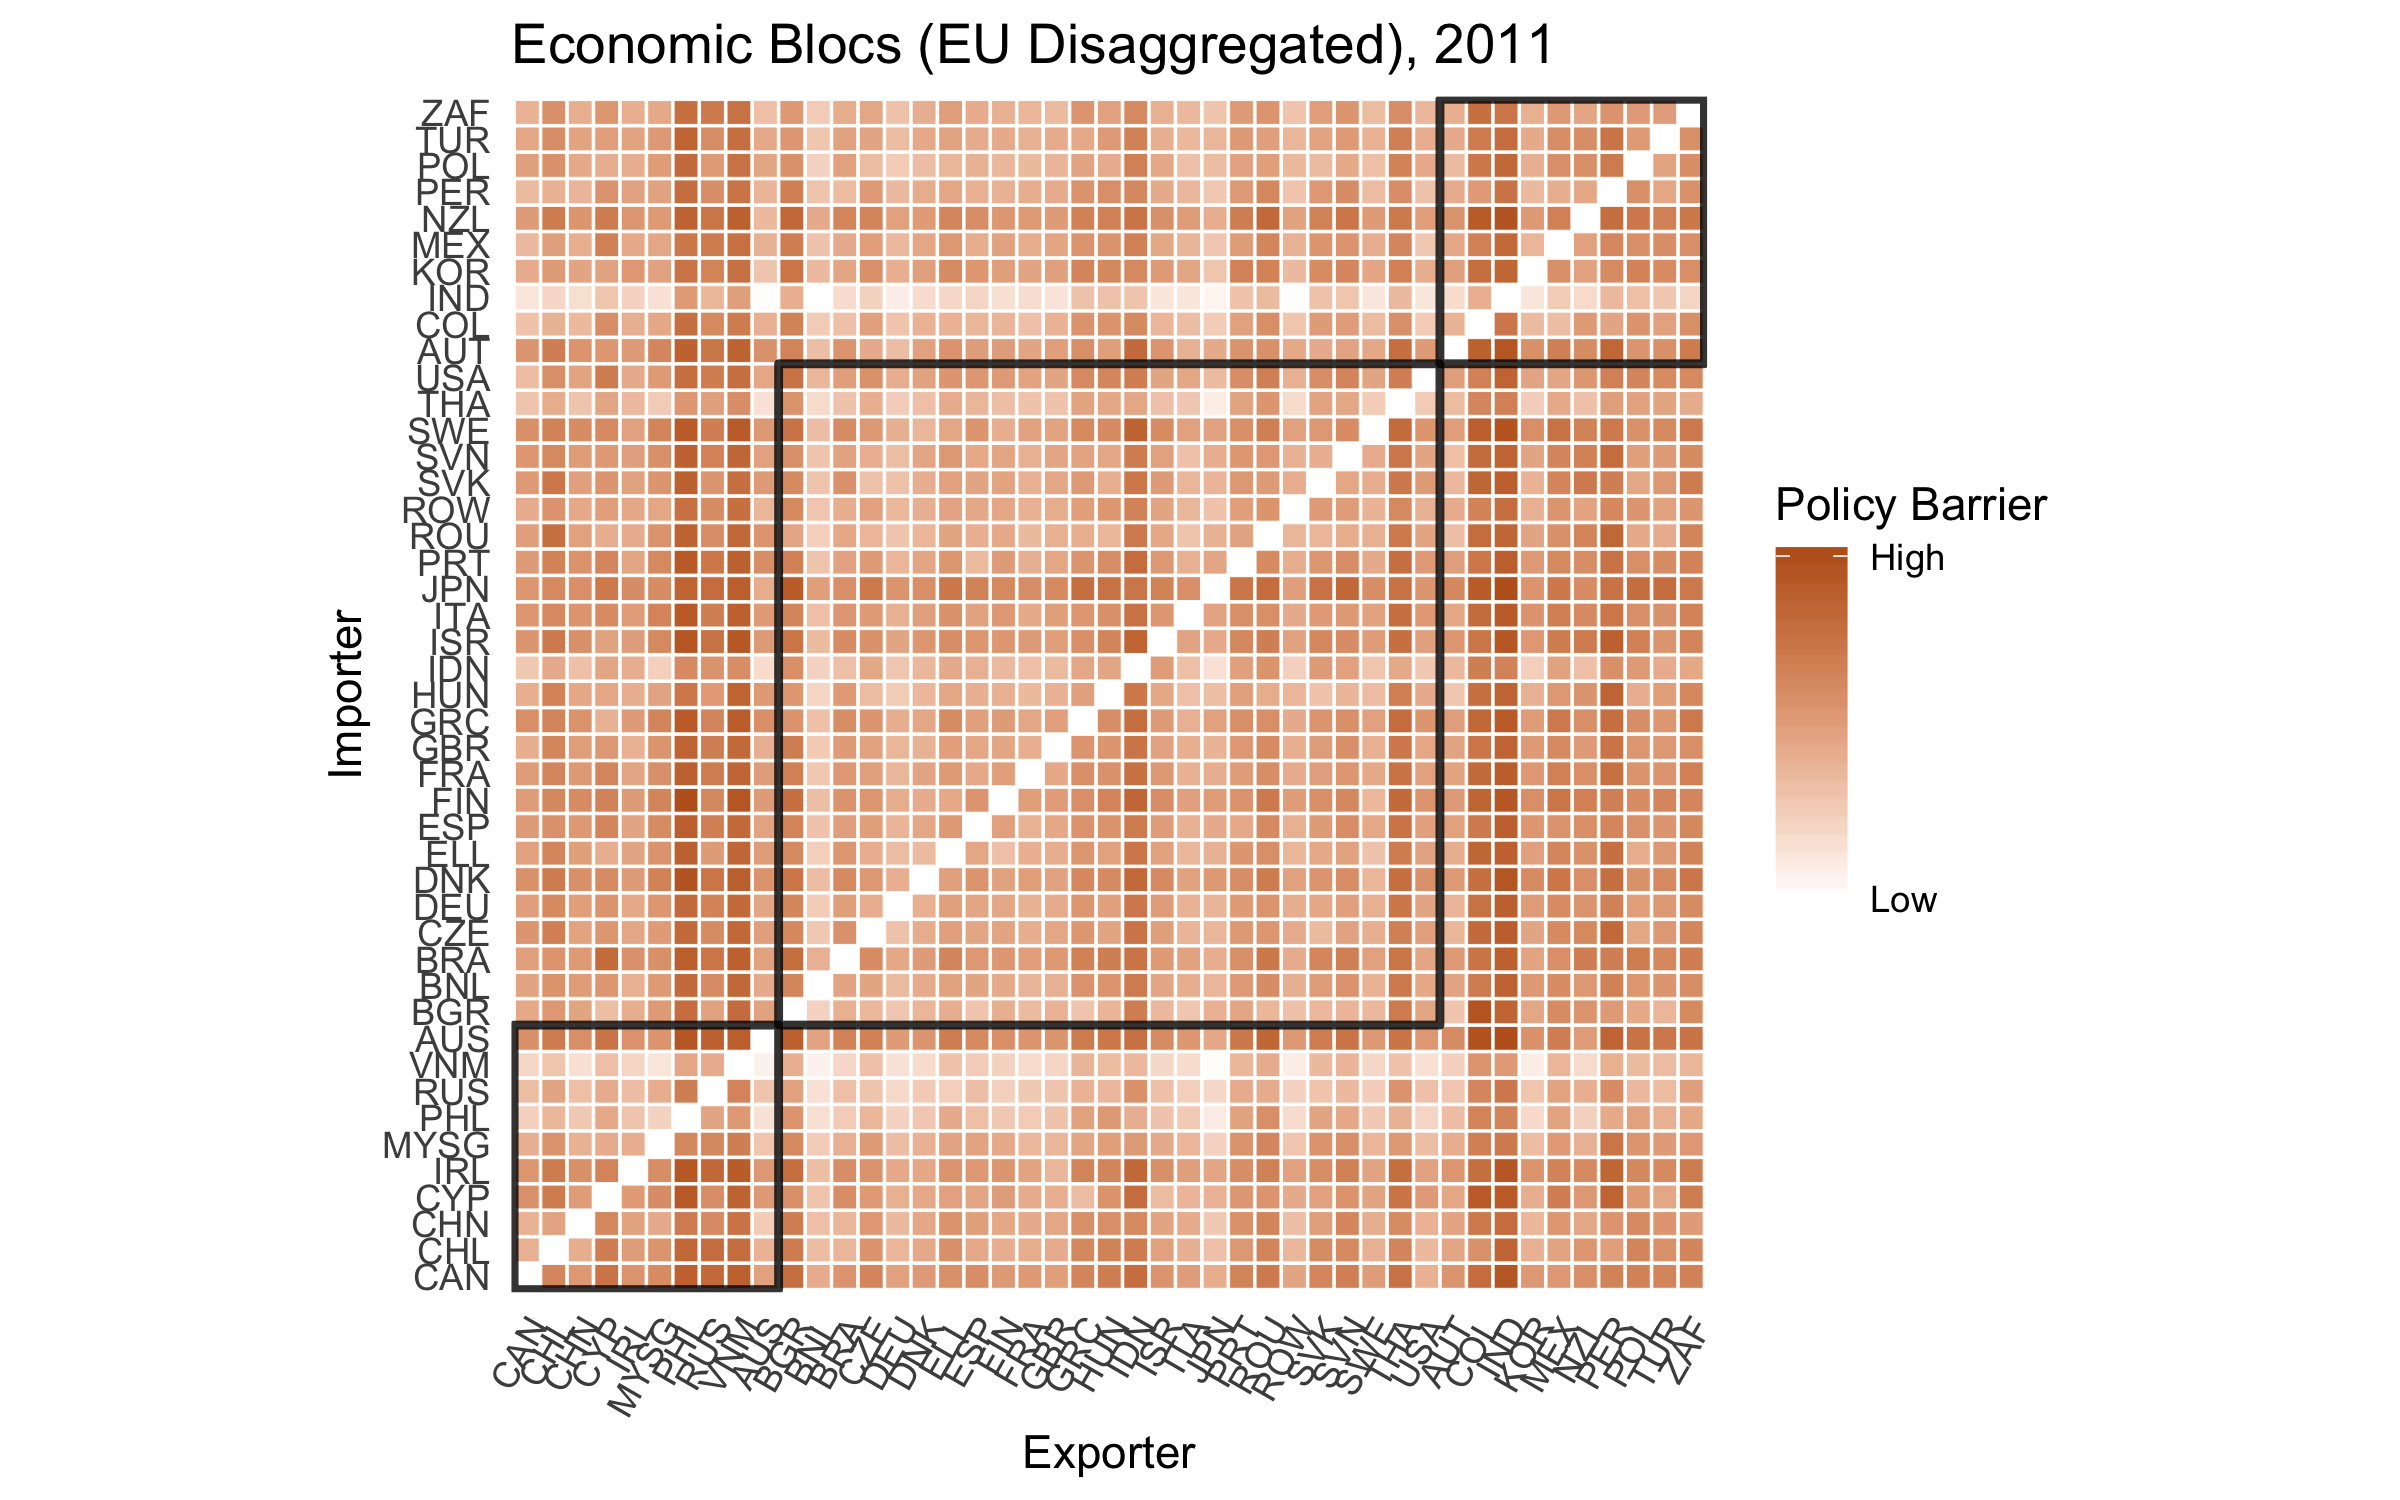 Economic Blocs (EU Disaggregated), 2011
Importer
ZAF
TUR
POL
PER
NZL
MEX
KOR
IND
COL
AUT
USA
THA
SWE
SVN
SVK
ROW
ROU
PRT
JPN
ITA
ISR
IDN
HUN
GRC
GBR
FRA
FIN
ESP
ELL
DNK
DEU
CZE
BRA
BNL
BGR
AUS
VNM
RUS
PHL
MYSG
IRL
CYP
CHN
CHL
CAN
CAN
CHL
CHN
CYP
IRL
MYSG
PHL
RUS
VNM
AUS
BGR
BNL
BRA
CZE
DEU
DNK
ELL
ESP
FIN
FRA
GBR
GRC
HUN
IDN
ISR
ITA
JPN
PRT
ROU
ROW
SVK
SVN
SWE
THA
USA
AUT
COL
IND
KOR
MEX
NZL
PER
POL
TUR
ZAF
Exporter
Policy Barrier
High
Low